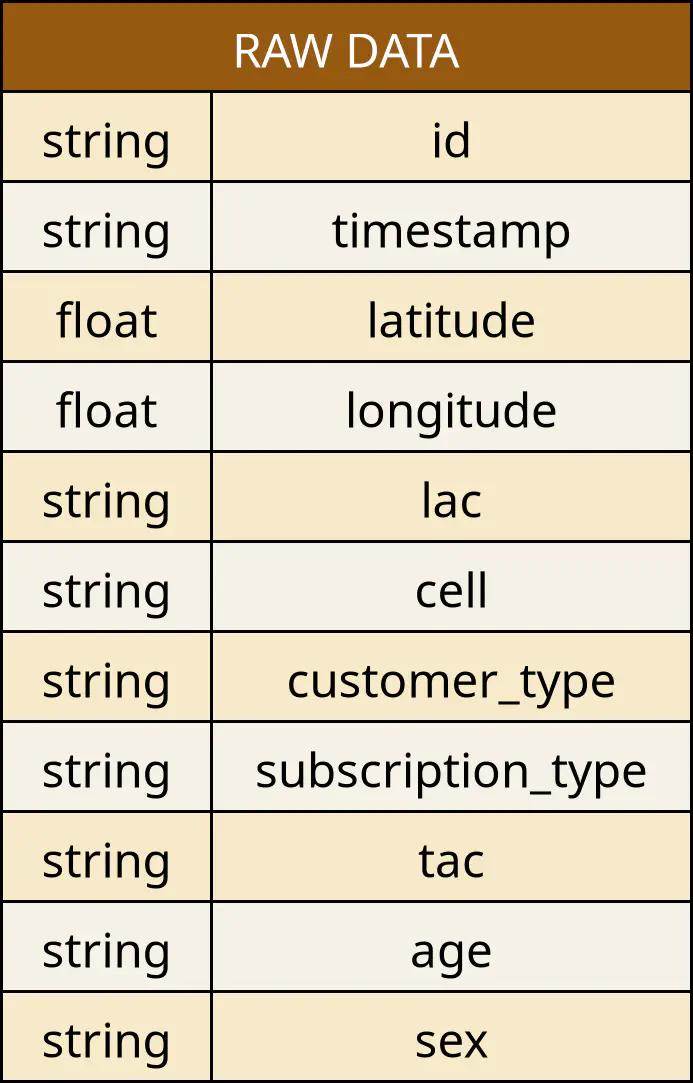 RAW DATA
string id
string timestamp
float latitude
float longitude
string lac
string cell
string customer_type
string subscription_type
string tac
string age
string sex